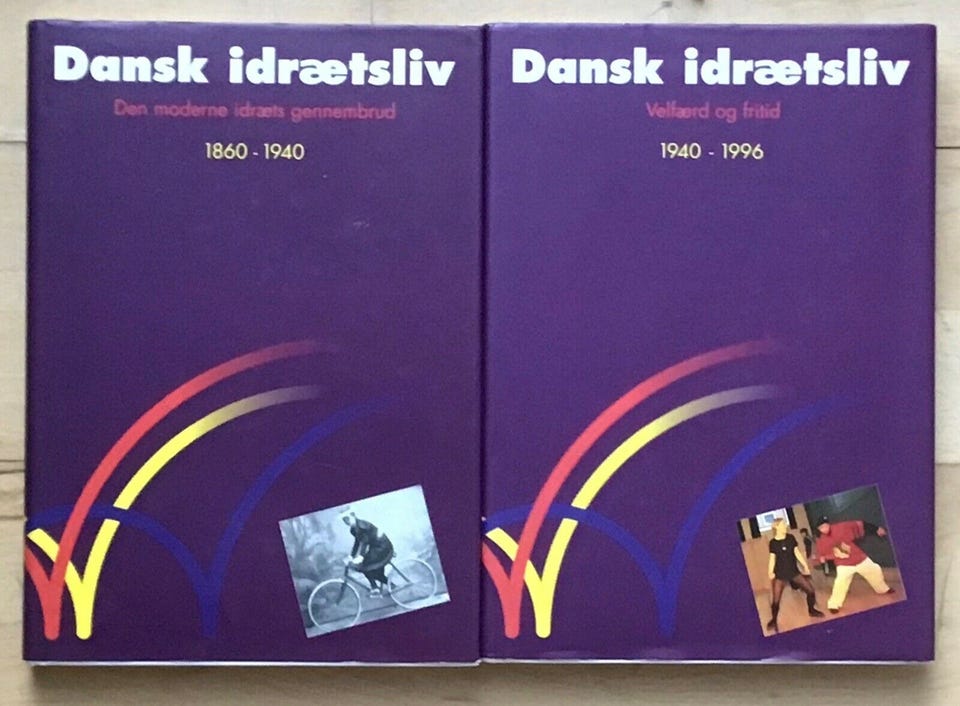 Dansk idrætsliv
Den moderne idræts gennembrud
1860 - 1940
Dansk idrætsliv
Velfærd og fritid
1940 - 1996